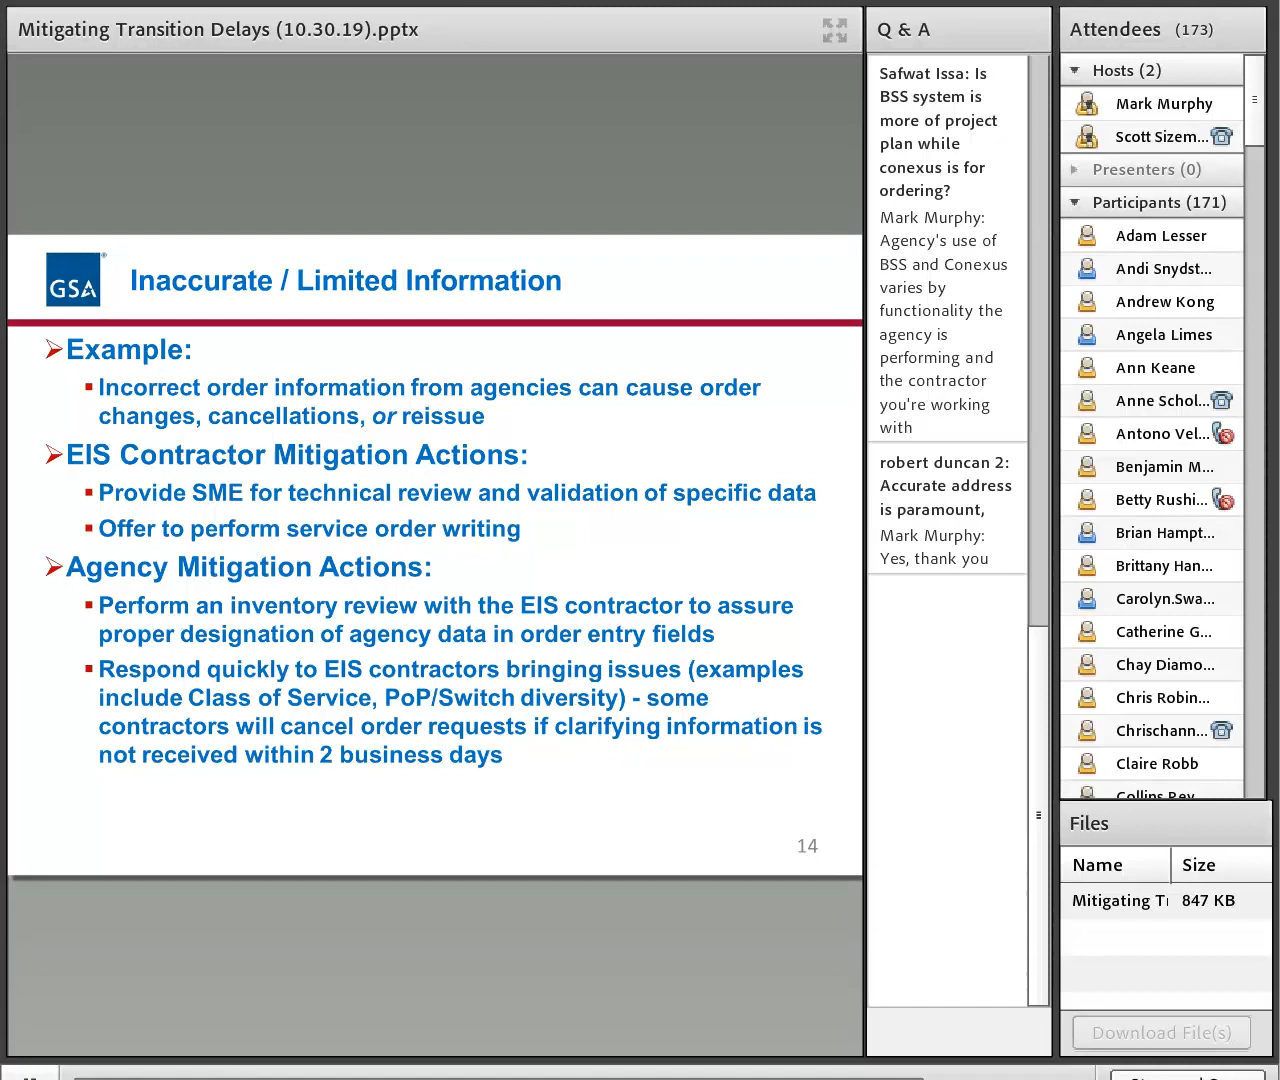 Mitigating Transition Delays (10.30.19).pptx
GSA
Inaccurate / Limited Information
Example:
Incorrect order information from agencies can cause order
changes, cancellations, or reissue
EIS Contractor Mitigation Actions:
Provide SME for technical review and validation of specific data
Offer to perform service order writing
Agency Mitigation Actions:
Perform an inventory review with the EIS contractor to assure
proper designation of agency data in order entry fields
Respond quickly to EIS contractors bringing issues (examples
include Class of Service, PoP/Switch diversity) - some
contractors will cancel order requests if clarifying information is
not received within 2 business days
14
Q & A
Safwat Issa: Is
BSS system is
more of project
plan while
conexus is for
ordering?
Mark Murphy:
Agency's use of
BSS and Conexus
varies by
functionality the
agency is
performing and
the contractor
you're working
with
robert duncan 2:
Accurate address
is paramount,
Mark Murphy:
Yes, thank you
Attendees (173)
Hosts (2)
Mark Murphy
Scott Sizem...
Presenters (0)
Participants (171)
Adam Lesser
Andi Snydst...
Andrew Kong
Angela Limes
Ann Keane
Anne Schol...
Antono Vel...
Benjamin M...
Betty Rushi...
Brian Hampt...
Brittany Han...
Carolyn.Swa...
Catherine G...
Chay Diamo...
Chris Robin...
Chrischann...
Claire Robb
Collins Rey
Files
Name Size
Mitigating Tr 847 KB
Download File(s)